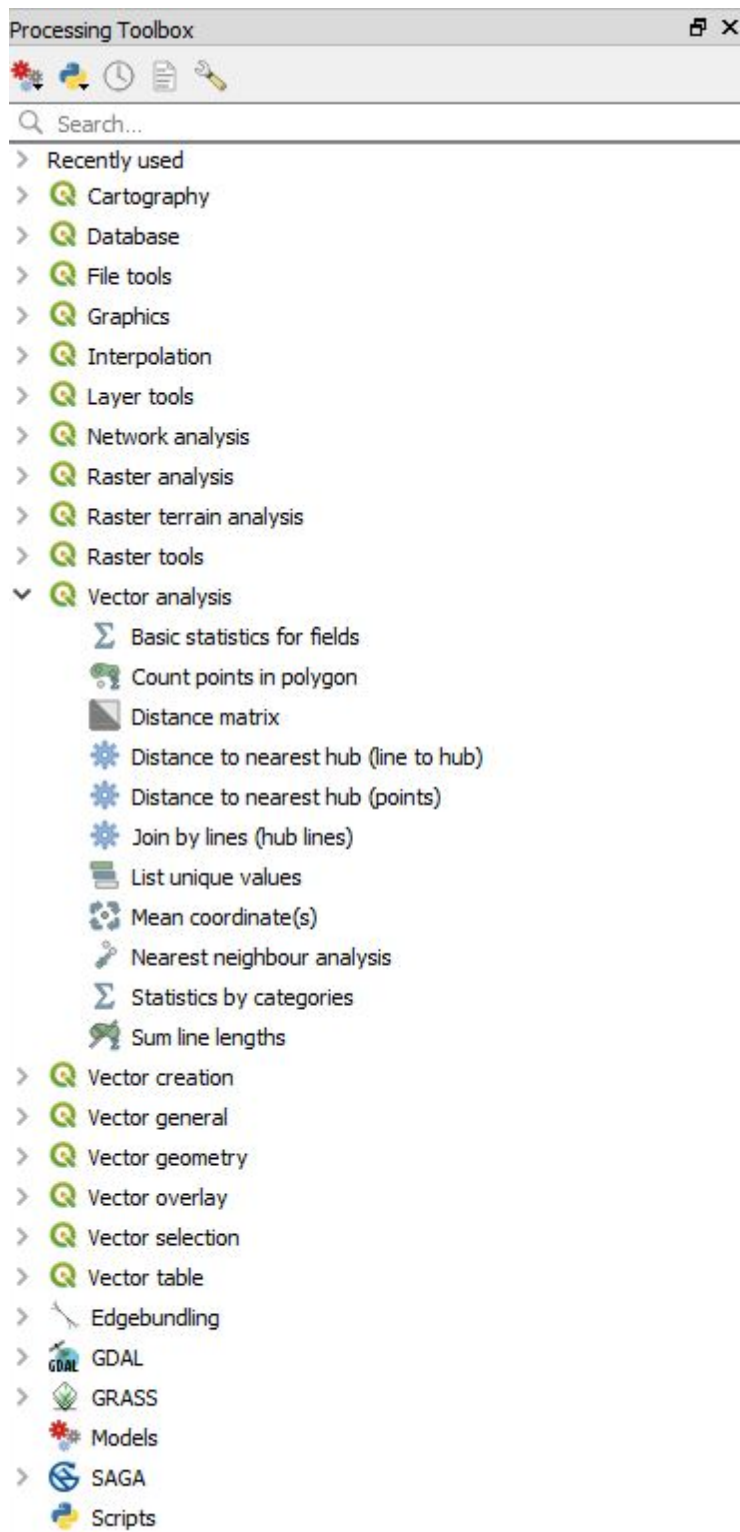 Processing Toolbox
Search...
Recently used
Cartography
Database
File tools
Graphics
Interpolation
Layer tools
Network analysis
Raster analysis
Raster terrain analysis
Raster tools
Vector analysis
Basic statistics for fields
Count points in polygon
Distance matrix
Distance to nearest hub (line to hub)
Distance to nearest hub (points)
Join by lines (hub lines)
List unique values
Mean coordinate(s)
Nearest neighbour analysis
Statistics by categories
Sum line lengths
Vector creation
Vector general
Vector geometry
Vector overlay
Vector selection
Vector table
Edgebundling
GDAL GDAL
GRASS
Models
SAGA
Scripts